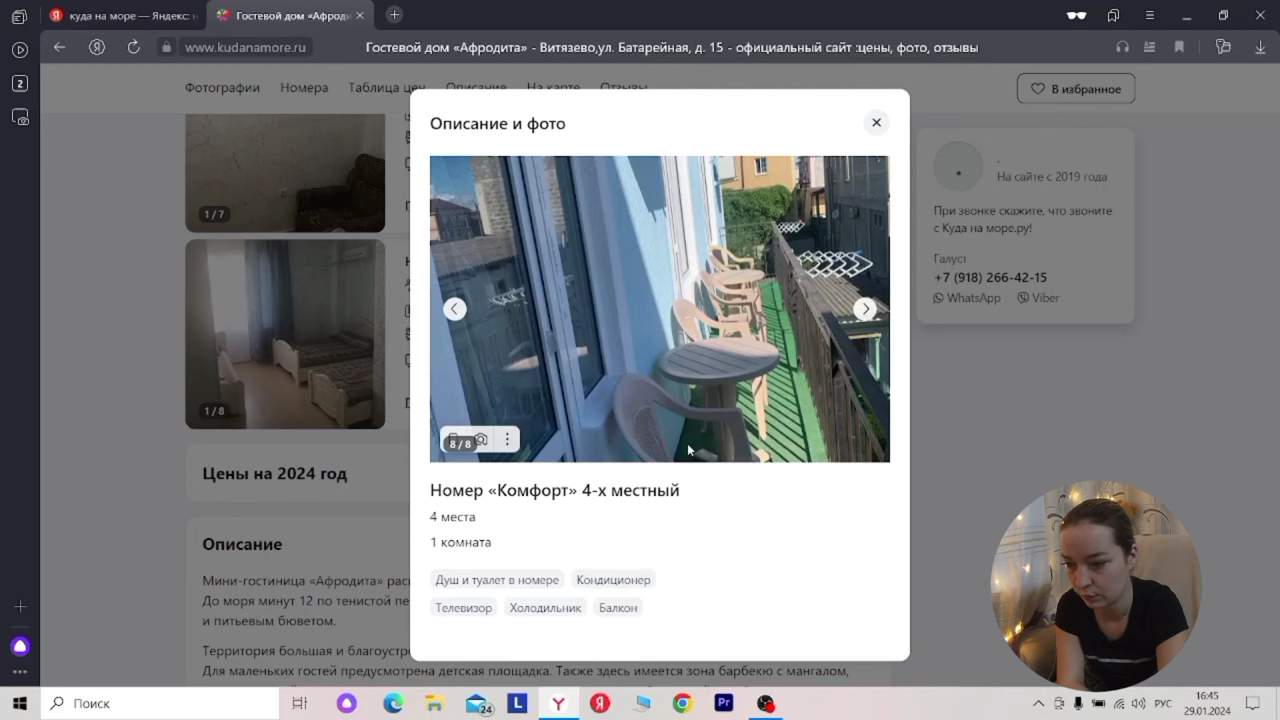 куда на море — Яндекс: н
Гостевой дом «Афрод
www.kudanamore.ru
Гостевой дом «Афродита» - Витязево,ул. Батарейная, д. 15 - официальный сайт :цены, фото, отзывы
2
Фотографии
Номера
Таблица цен
Описание
На карте
Отзывы
В избранное
Описание и фото
1 / 7
1 / 8
8 / 8
.
На сайте с 2019 года
При звонке скажите, что звоните
с Куда на море.ру!
Галуст
+7 (918) 266-42-15
WhatsApp
Viber
Номер «Комфорт» 4-х местный
4 места
1 комната
Душ и туалет в номере
Кондиционер
Телевизор
Холодильник
Балкон
Цены на 2024 год
Описание
Мини-гостиница «Афродита»
До моря минут 12 по тенистой
и питьевым бюветом.
Территория большая и
Для маленьких гостей предусмотрена детская площадка. Также здесь имеется зона барбекю с мангалом,
Поиск
24
L
Я
Pr
РУС
16:45
29.01.2024